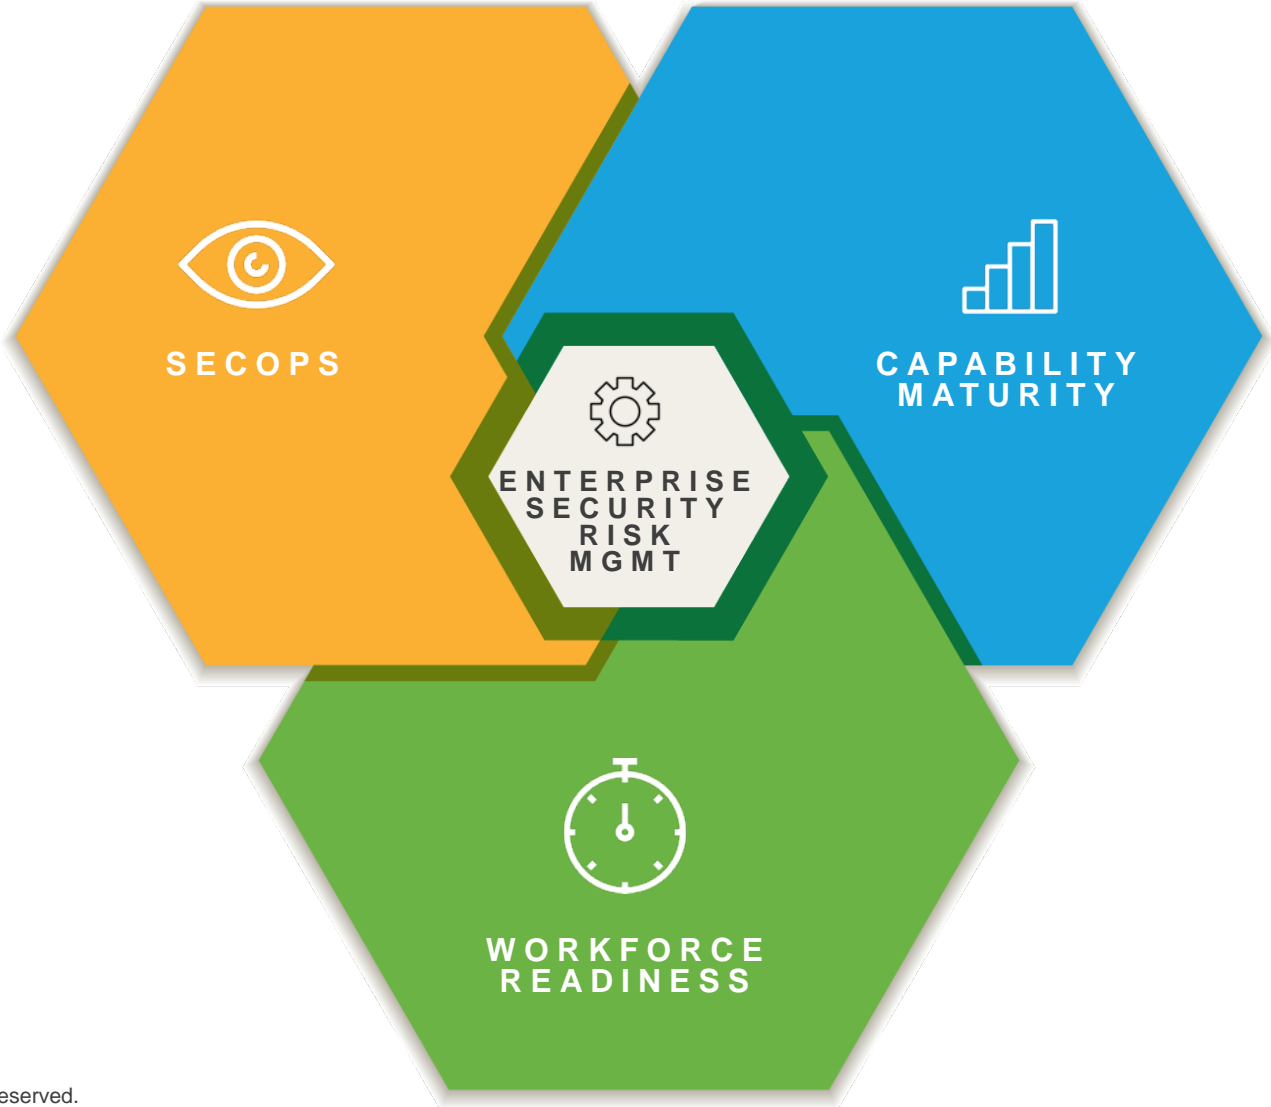 SECOPS
CAPABILITY
MATURITY
ENTERPRISE
SECURITY
RISK
MGMT
WORKFORCE
READINESS
eserved.